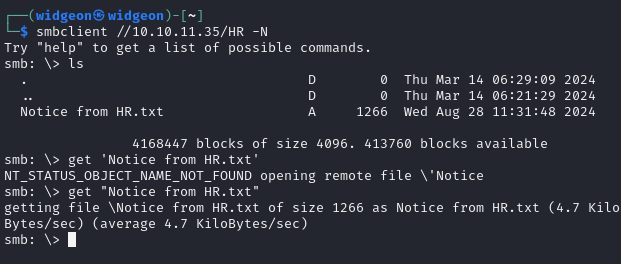 ┌──(widgeon㉿widgeon)-[~]
└─$ smbclient //10.10.11.35/HR -N
Try "help" to get a list of possible commands.
smb: \> ls
  .                                   D        0  Thu Mar 14 06:29:09 2024
  ..                                  D        0  Thu Mar 14 06:21:29 2024
  Notice from HR.txt                  A     1266  Wed Aug 28 11:31:48 2024
                4168447 blocks of size 4096. 413760 blocks available
smb: \> get 'Notice from HR.txt'
NT_STATUS_OBJECT_NAME_NOT_FOUND opening remote file \'Notice
smb: \> get "Notice from HR.txt"
getting file \Notice from HR.txt of size 1266 as Notice from HR.txt (4.7 Kilo
Bytes/sec) (average 4.7 KiloBytes/sec)
smb: \>